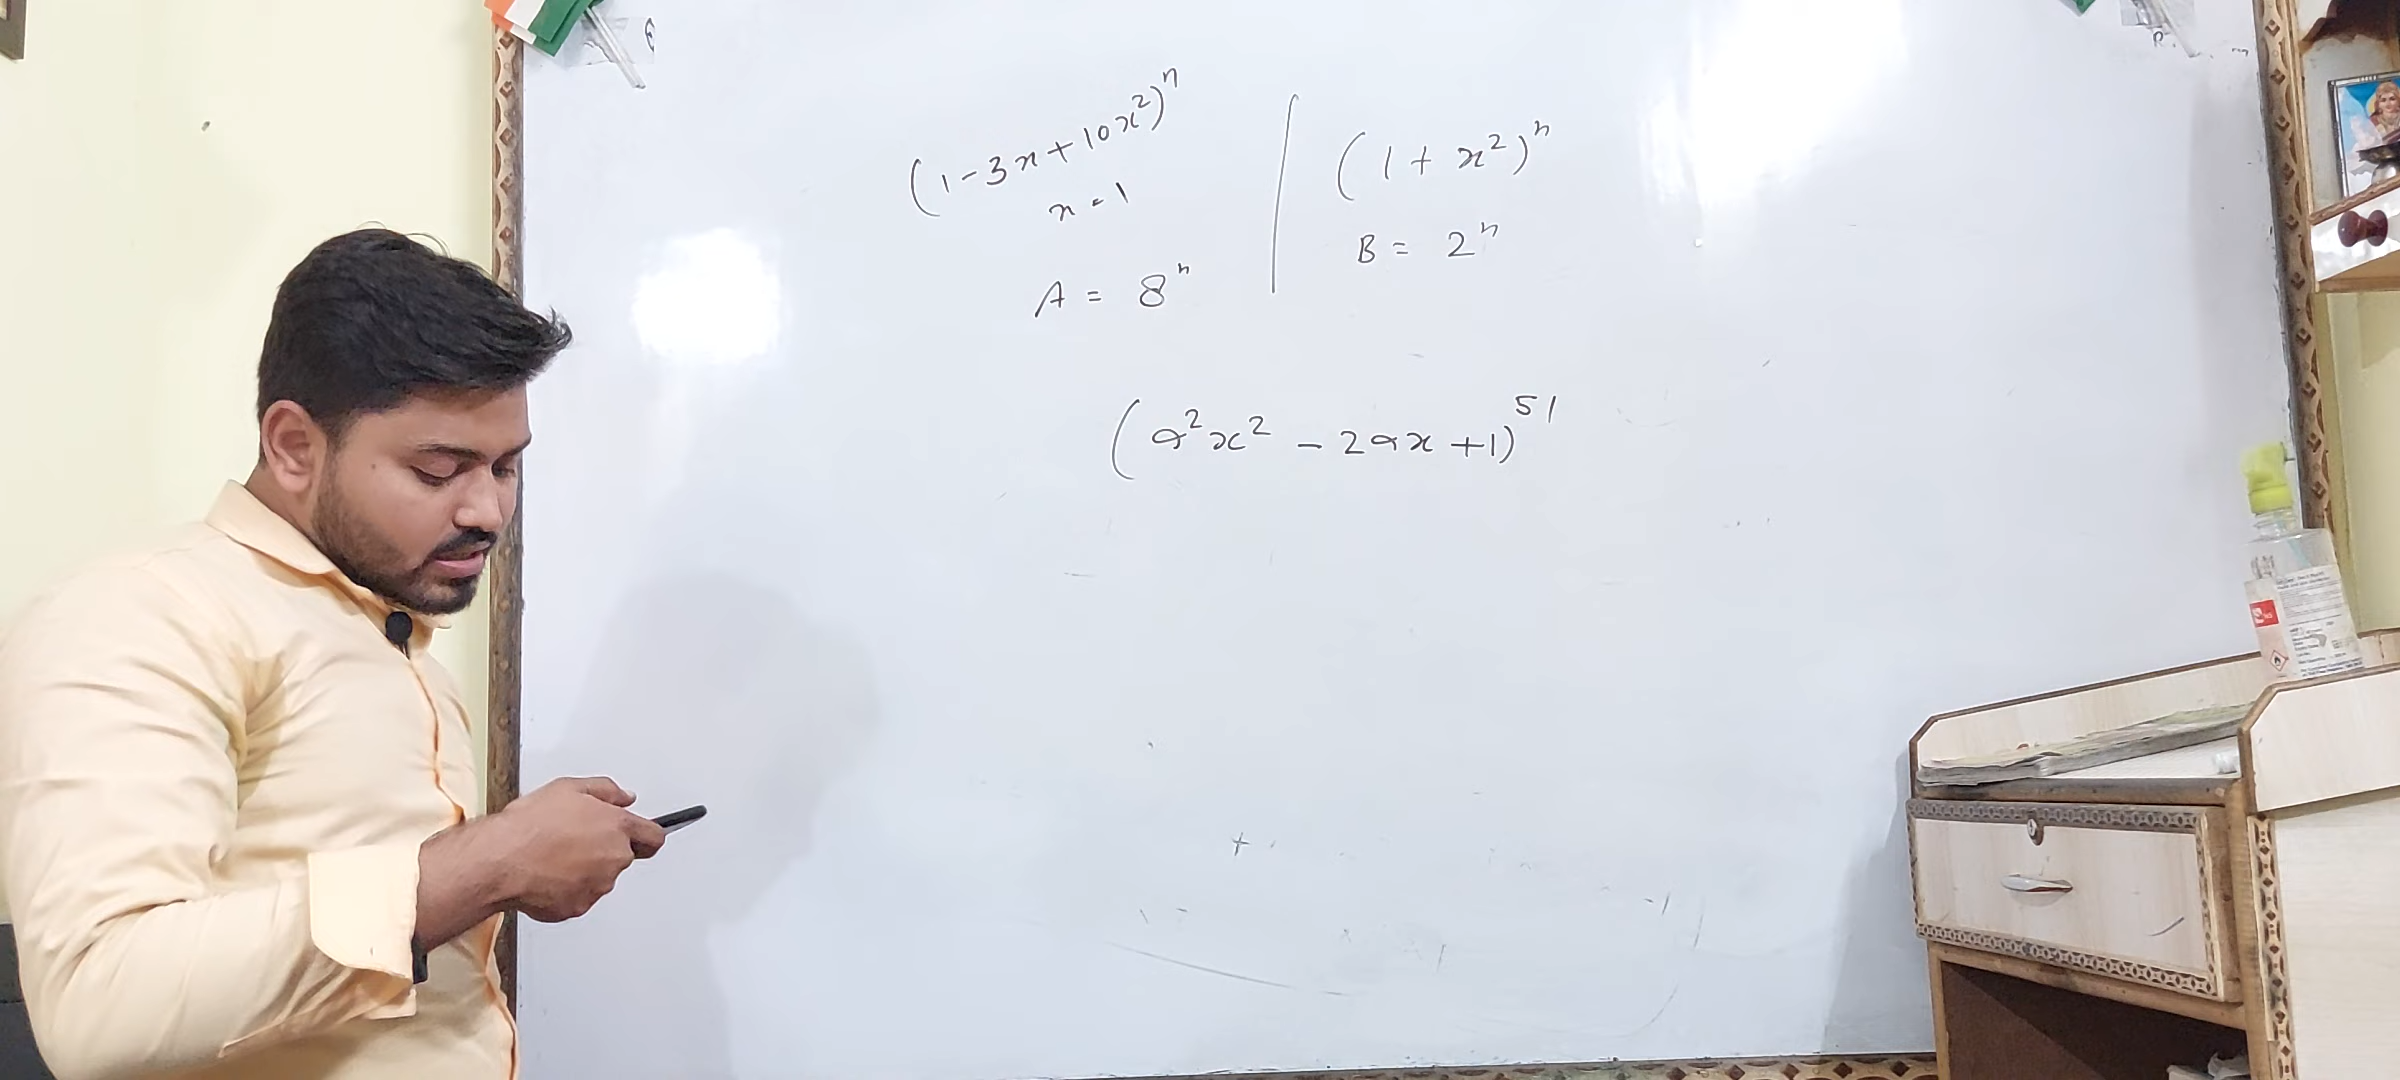 (1-3x+10x²)ⁿ
x=1
A = 8ⁿ
(1+x²)ⁿ
B = 2ⁿ
(a²x² - 2ax +1)⁵¹